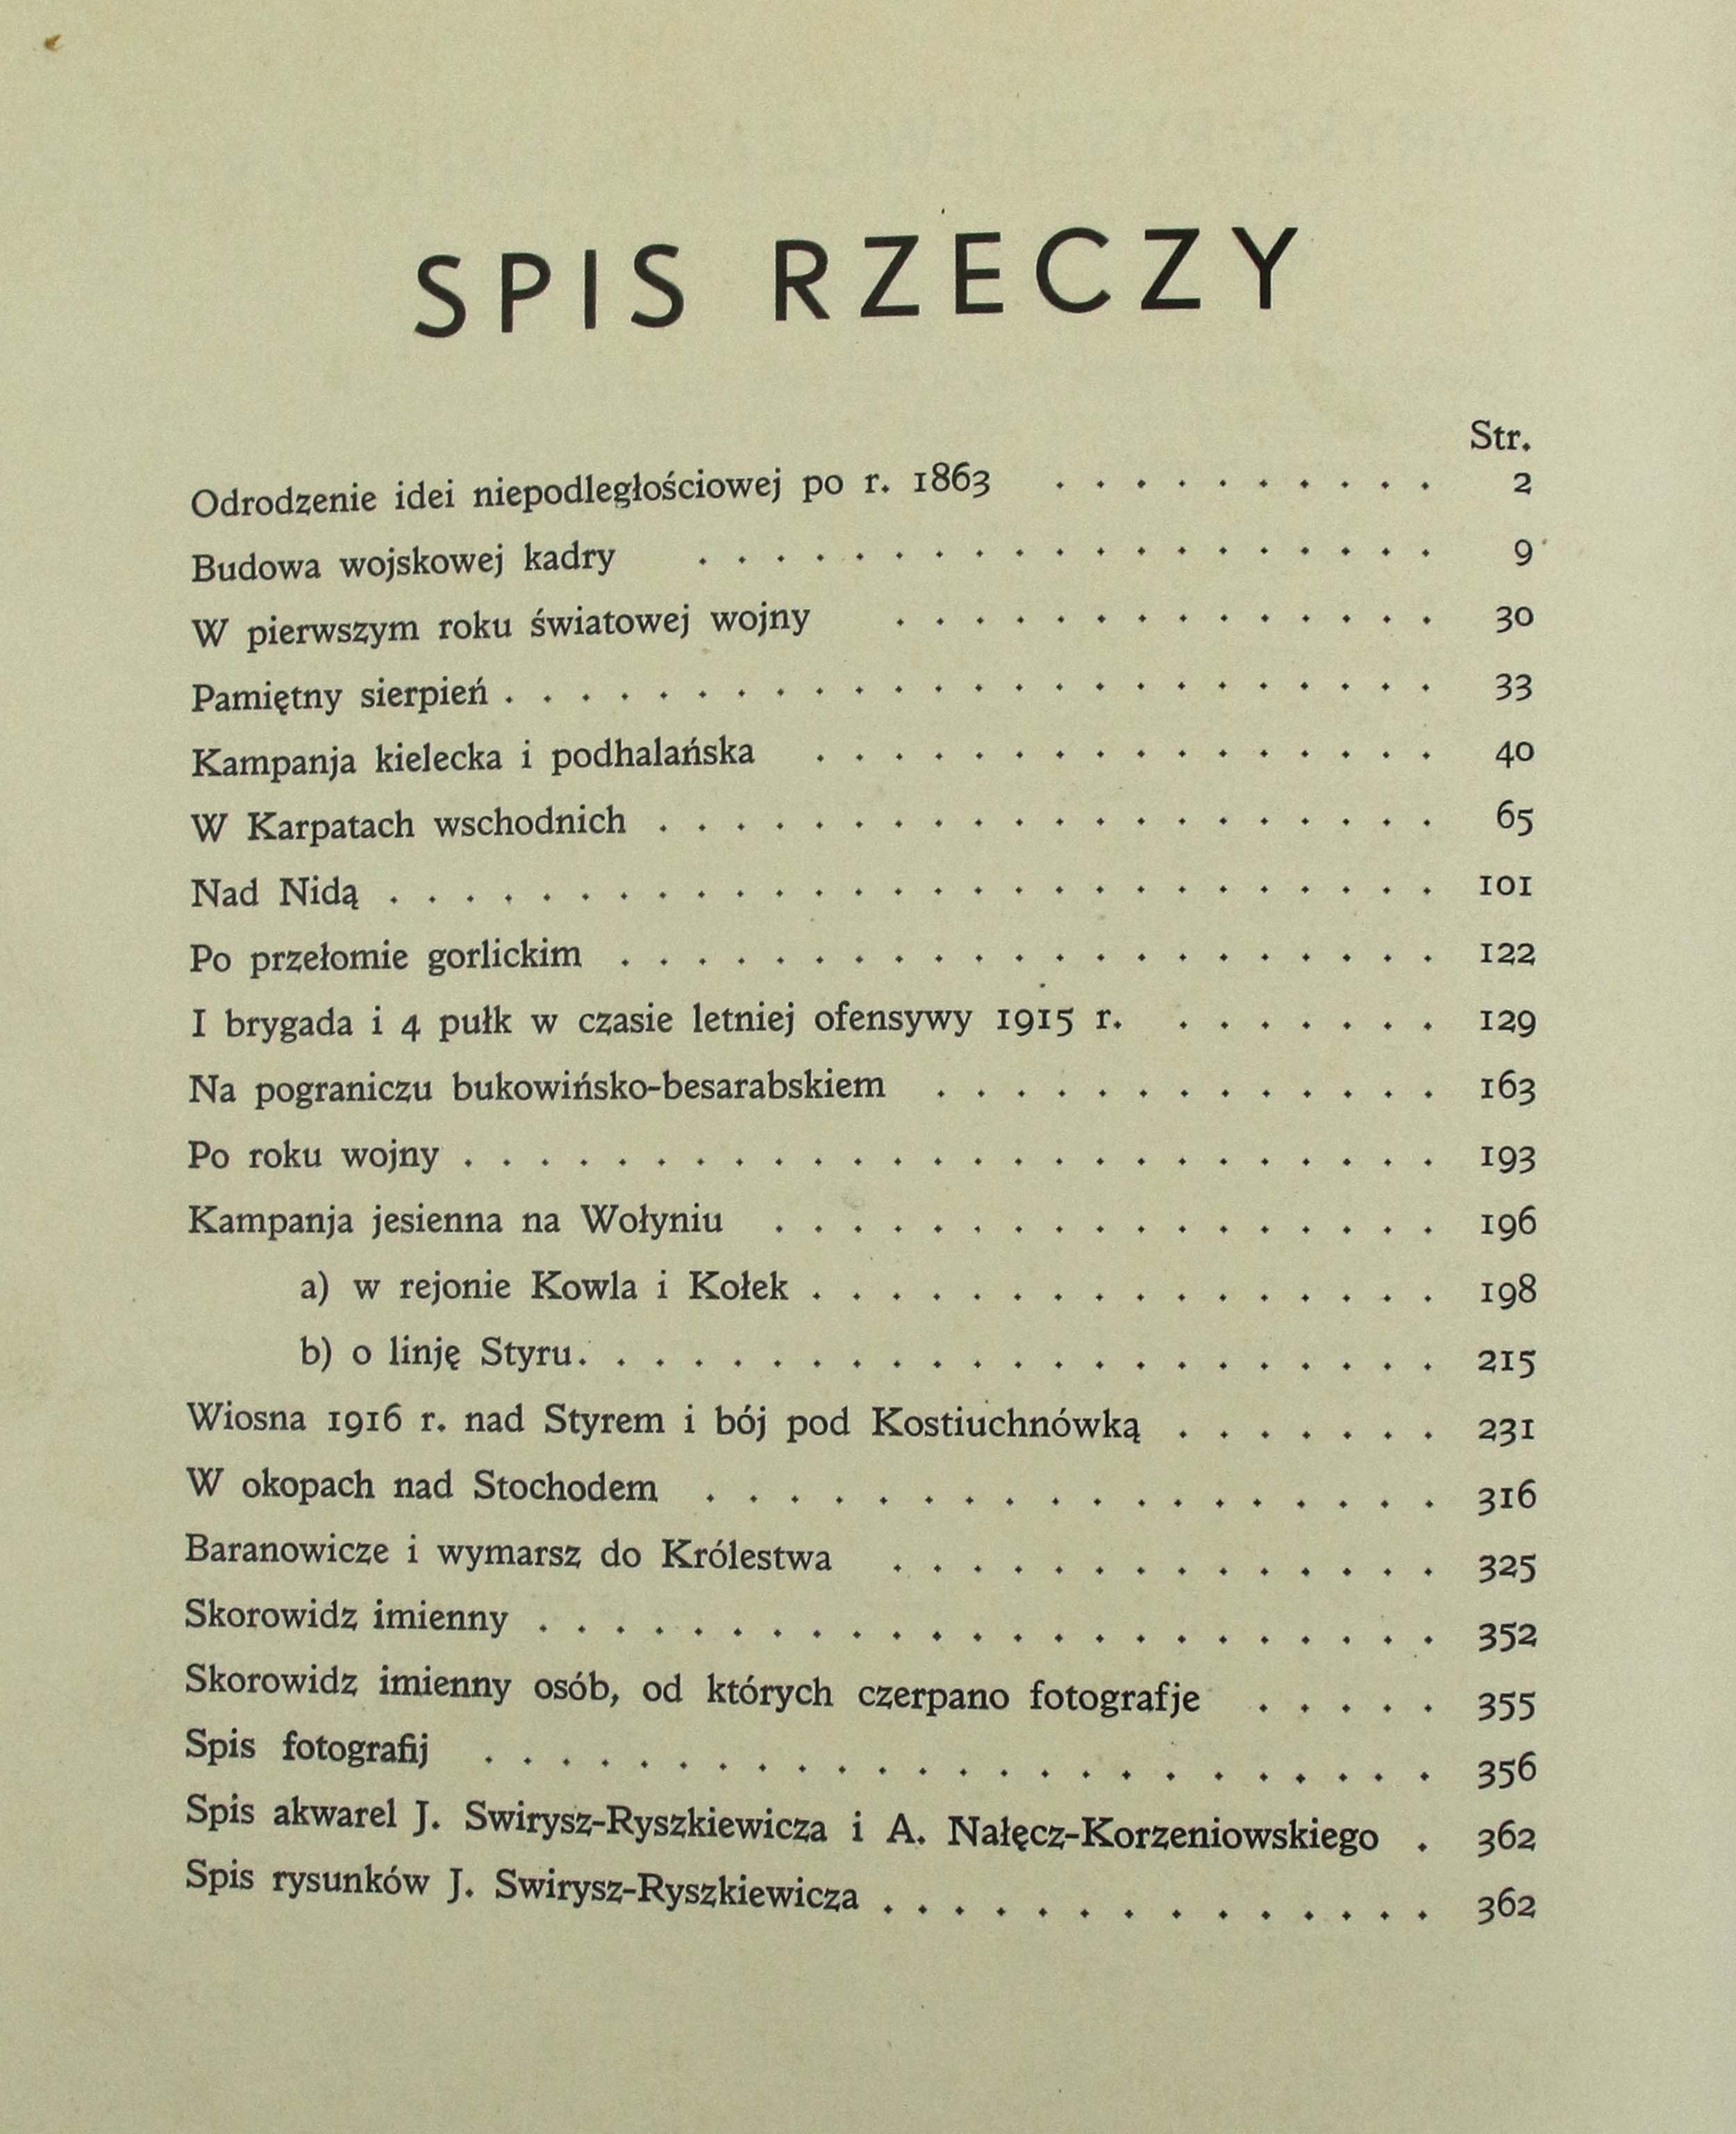 SPIS RZECZY
Str.
Odrodzenie idei niepodległościowej po r. 1863 . . . . . . . . . . 2
Budowa wojskowej kadry . . . . . . . . . . . . . . . . . . . 9
W pierwszym roku światowej wojny . . . . . . . . . . . . . . 30
Pamiętny sierpień . . . . . . . . . . . . . . . . . . . . . . . . 33
Kampanja kielecka i podhalańska . . . . . . . . . . . . . . . . 40
W Karpatach wschodnich . . . . . . . . . . . . . . . . . . . . 65
Nad Nidą . . . . . . . . . . . . . . . . . . . . . . . . . . . 101
Po przełomie gorlickim . . . . . . . . . . . . . . . . . . . . . 122
I brygada i 4 pułk w czasie letniej ofensywy 1915 r. . . . . . . . 129
Na pograniczu bukowińsko-besarabskiem . . . . . . . . . . . . . 163
Po roku wojny . . . . . . . . . . . . . . . . . . . . . . . . . 193
Kampanja jesienna na Wołyniu . . . . . . . . . . . . . . . . . 196
a) w rejonie Kowla i Kołek . . . . . . . . . . . . . . . . 198
b) o linję Styru . . . . . . . . . . . . . . . . . . . . . . 215
Wiosna 1916 r. nad Styrem i bój pod Kostiuchnówką . . . . . . . 231
W okopach nad Stochodem . . . . . . . . . . . . . . . . . . 316
Baranowicze i wymarsz do Królestwa . . . . . . . . . . . . . . 325
Skorowidz imienny . . . . . . . . . . . . . . . . . . . . . . . 352
Skorowidz imienny osób, od których czerpano fotografje . . . . . 355
Spis fotografij . . . . . . . . . . . . . . . . . . . . . . . . 356
Spis akwarel J. Swirysz-Ryszkiewicza i A. Nałęcz-Korzeniowskiego . 362
Spis rysunków J. Swirysz-Ryszkiewicza . . . . . . . . . . . . . . 362